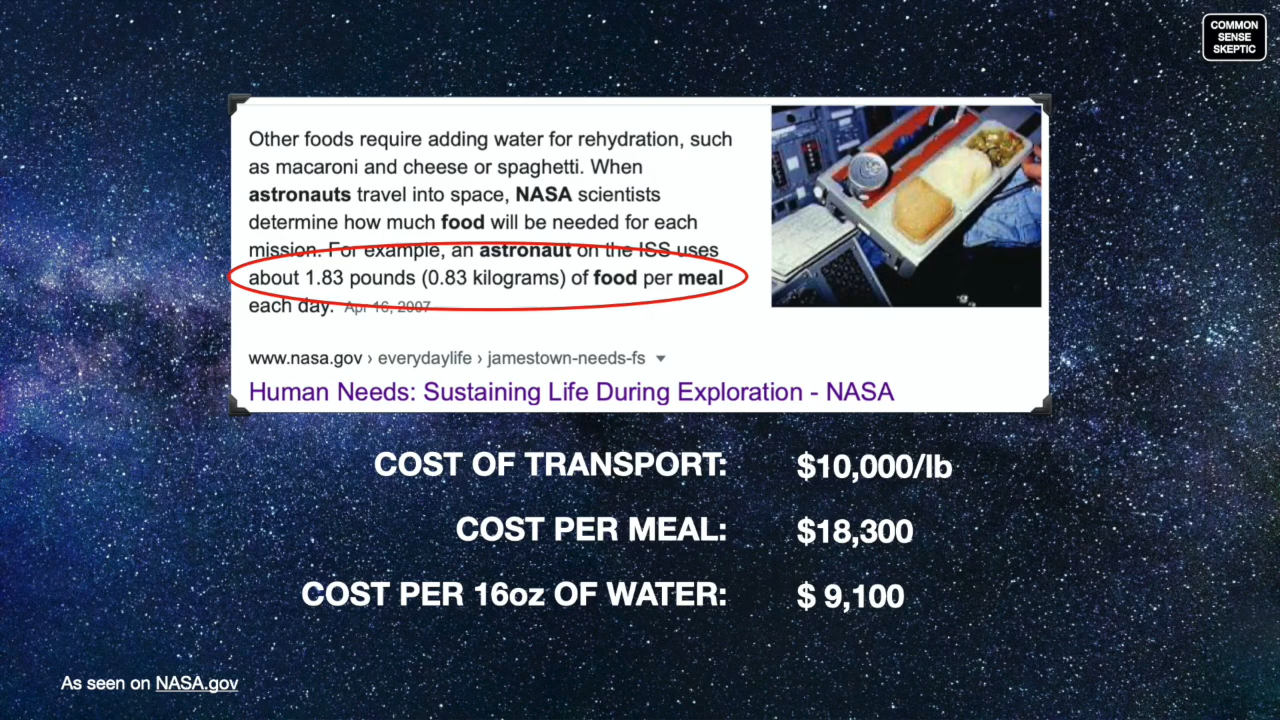 COMMON
SENSE
SKEPTIC
Other foods require adding water for rehydration, such
as macaroni and cheese or spaghetti. When
astronauts travel into space, NASA scientists
determine how much food will be needed for each
mission. For example, an astronaut on the ISS uses
about 1.83 pounds (0.83 kilograms) of food per meal
each day. Apr 16, 2007
www.nasa.gov › everydaylife › jamestown-needs-fs
Human Needs: Sustaining Life During Exploration - NASA
COST OF TRANSPORT: $10,000/lb
COST PER MEAL: $18,300
COST PER 16oz OF WATER: $ 9,100
As seen on NASA.gov